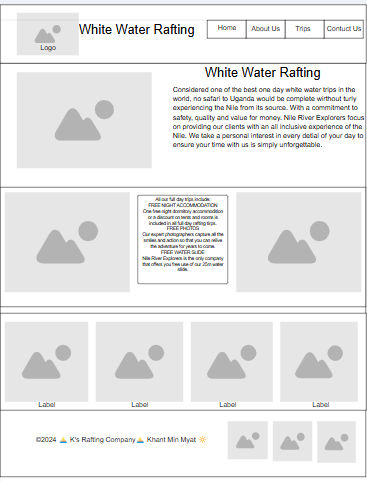 Logo
White Water Rafting
Home
About Us
Trips
Contuct Us
White Water Rafting
Considered one of the best one day white water trips in the
world, no safari to Uganda would be complete wirthout turly
experiencing the Nile from its source. With a commitment to
safety, quality and value for money. Nile River Explorers focus
on providing our clients with an all inclusive experience of the
Nile. We take a personal interest in every detial of your day to
ensure your time with us is simply unforgettable.
All our full day trips include:
FREE NIGHT ACCOMMODATION
One free night domitory accommodation
or a discount on tents and rooms is
included in all full day rafting trips.
FREE PHOTOS
Our expert photographers capture all the
smiles and action so that you can relive
the adventure for years to come.
FREE WATER SLIDE
Nile River Explorers is the only company
that offers you free use of our 25m water
slide.
Label
Label
Label
Label
©2024 🚣 K's Rafting Company🚣 Khant Min Myat 🔅